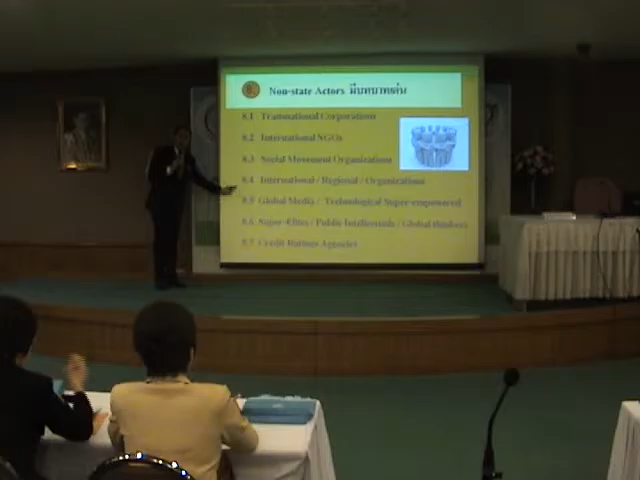 8. Non-state Actors มีบทบาทเด่น
8.1 Transnational Corporations
8.2 International NGOs
8.3 Social Movement Organizations
8.4 International / Regional / Organizations
8.5 Global Media / Technological Super-empowered
8.6 Super-Elites / Public Intellectuals / Global thinkers
8.7 Credit Ratings Agencies